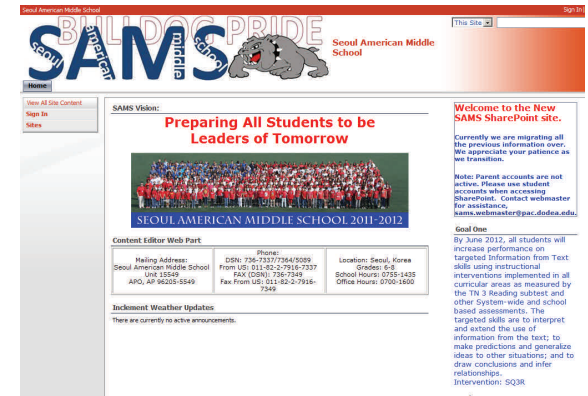 Seoul American Middle School
Sign In
BULLDOG PRIDE
SAMS
seoul
american
middle
school
Seoul American Middle
School
This Site
Home
View All Site Content
Sign In
Sites
SAMS Vision:
Preparing All Students to be
Leaders of Tomorrow
SEOUL AMERICAN MIDDLE SCHOOL 2011-2012
Content Editor Web Part
Mailing Address:
Seoul American Middle School
Unit 15549
APO, AP 96205-5549
Phone:
DSN: 736-7337/7364/5089
From US: 011-82-2-7916-7337
FAX (DSN): 736-7349
Fax From US: 011-82-2-7916-
7349
Location: Seoul, Korea
Grades: 6-8
School Hours: 0755-1435
Office Hours: 0700-1600
Inclement Weather Updates
There are currently no active announcements.
Welcome to the New
SAMS SharePoint site.
Currently we are migrating all
the previous information over.
We appreciate your patience as
we transition.
Note: Parent accounts are not
active. Please use student
accounts when accessing
SharePoint. Contact webmaster
for assistance,
sams.webmaster@pac.dodea.edu.
Goal One
By June 2012, all students will
increase performance on
targeted Information from Text
skills using instructional
interventions implemented in all
curricular areas as measured by
the TN 3 Reading subtest and
other System-wide and school
based assessments. The
targeted skills are to interpret
and extend the use of
information from the text; to
make predictions and generalize
ideas to other situations; and to
draw conclusions and infer
relationships.
Intervention: SQ3R